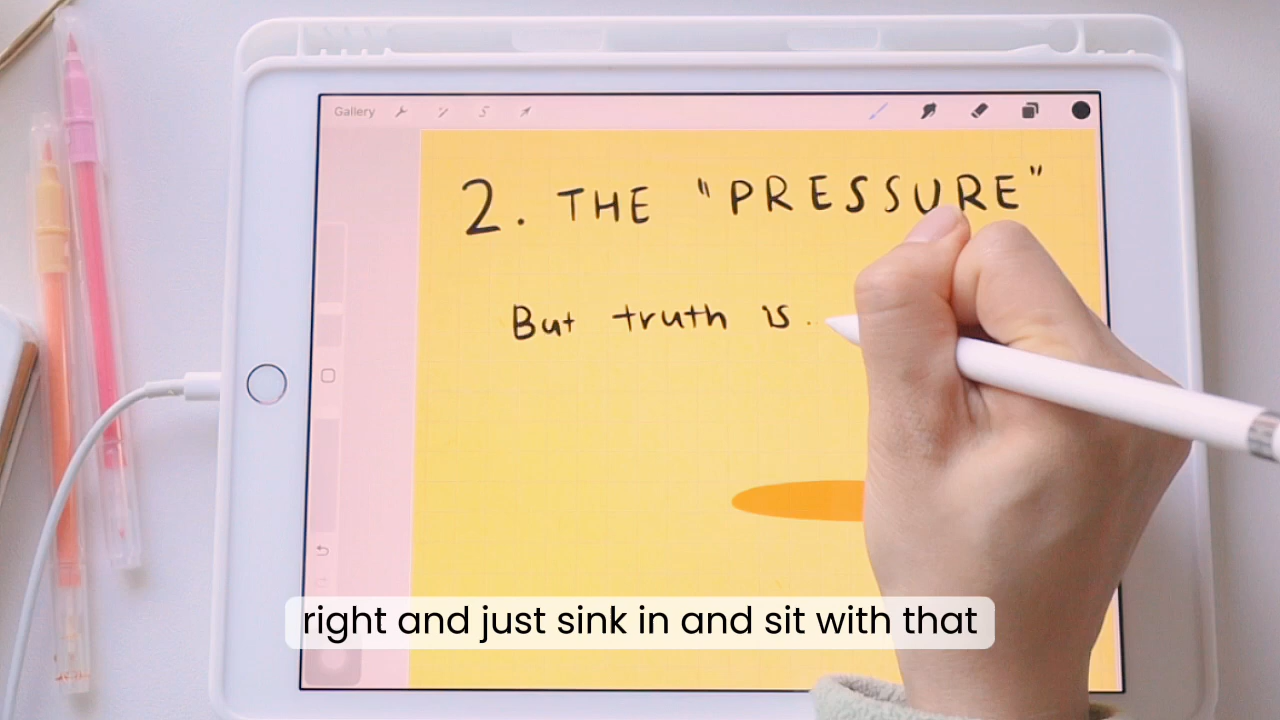 Gallery
2. THE "PRESSURE"
But truth is..
right and just sink in and sit with that